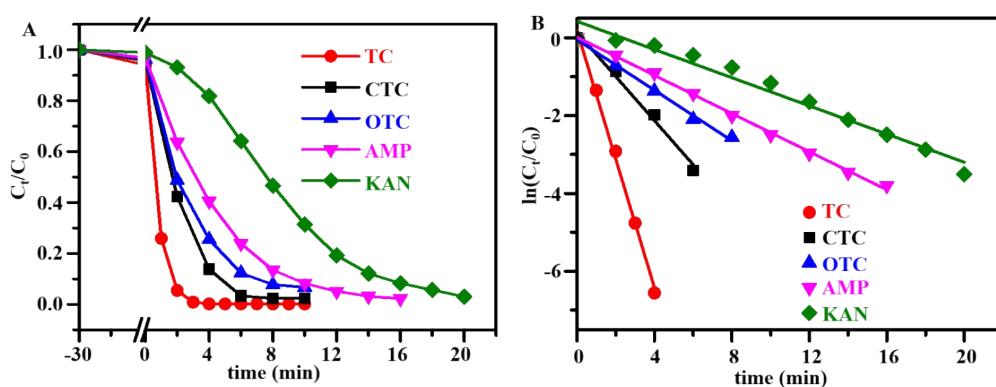 A
1.0
0.8
0.6
0.4
0.2
0.0
Cₜ/C₀
TC
CTC
OTC
AMP
KAN
-30 0 4 8 12 16 20
time (min)
B
0
-2
-4
-6
ln(Cₜ/C₀)
TC
CTC
OTC
AMP
KAN
0 4 8 12 16 20
time (min)